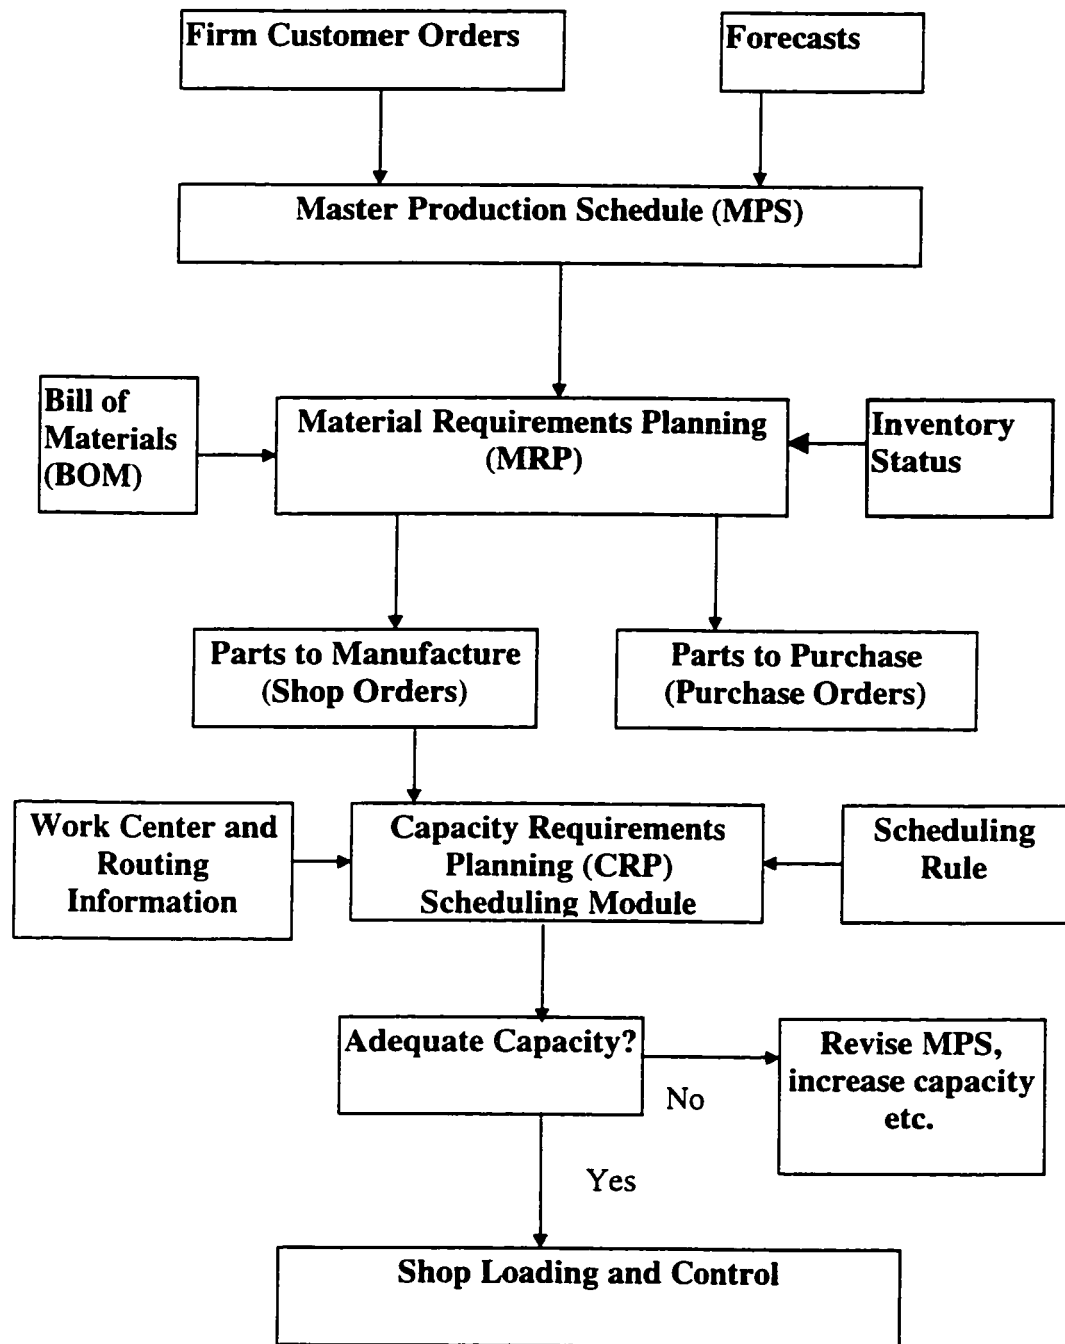 Firm Customer Orders
Forecasts
Master Production Schedule (MPS)
Bill of
Materials
(BOM)
Material Requirements Planning
(MRP)
Inventory
Status
Parts to Manufacture
(Shop Orders)
Parts to Purchase
(Purchase Orders)
Work Center and
Routing
Information
Capacity Requirements
Planning (CRP)
Scheduling Module
Scheduling
Rule
Adequate Capacity?
No
Revise MPS,
increase capacity
etc.
Yes
Shop Loading and Control